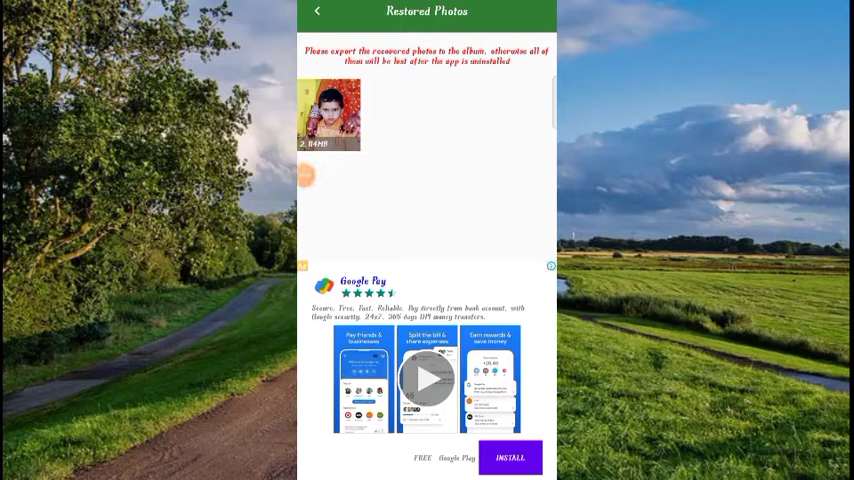 Restored Photos
Please export the recovered photos to the album, otherwise all of
them will be lost after the app is uninstalled
Google Pay
Secure, Free, Fast, Reliable. Pay directly from bank account, with
Google security. 24x7, 365 days UPI money transfers.
Pay friends &
businesses
Split the bill &
share expenses
Earn rewards &
save money
FREE Google Play
INSTALL